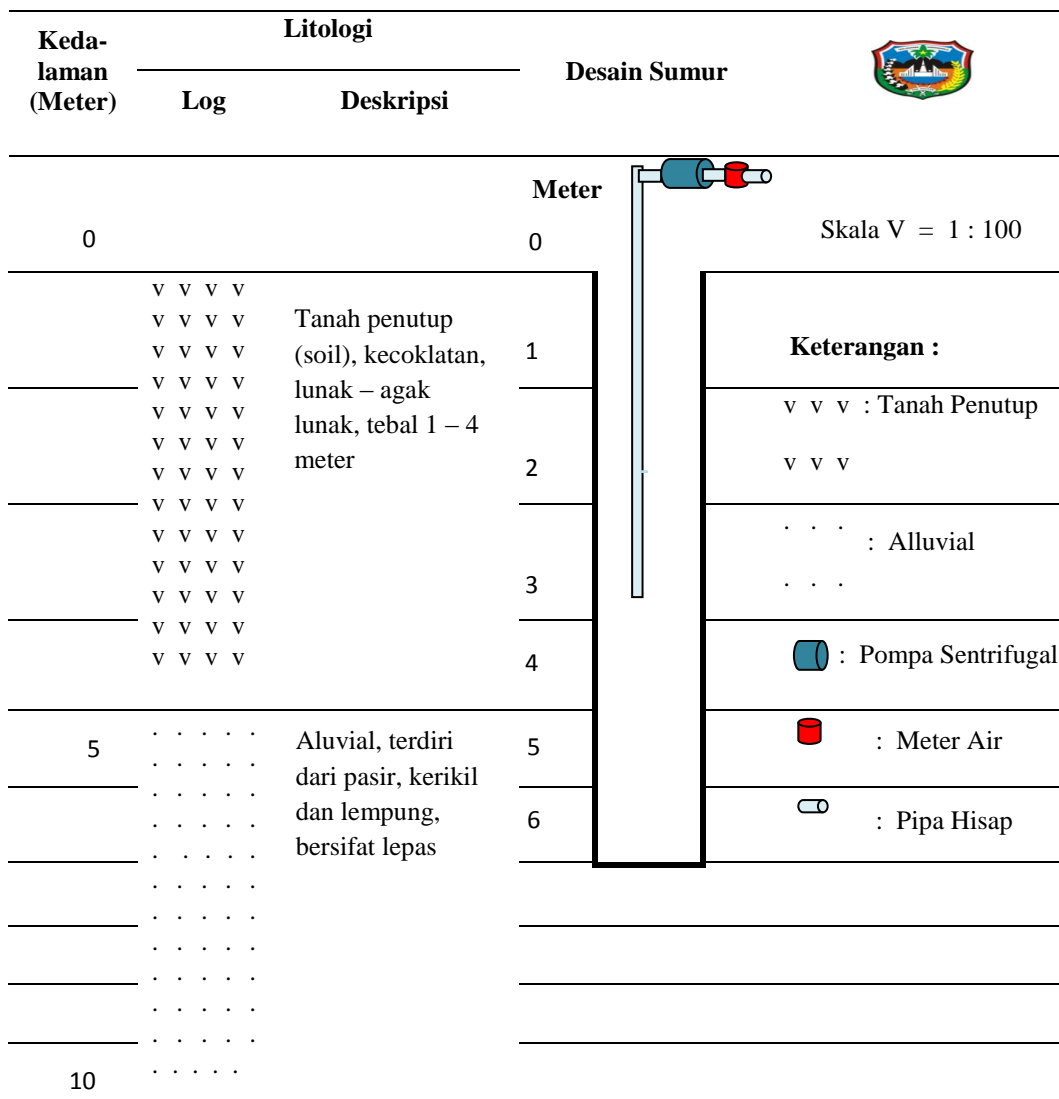 Keda-
laman
(Meter)
Litologi
Log
Deskripsi
Desain Sumur
Meter
0
0
Skala V = 1 : 100
v v v v
v v v v
v v v v
v v v v
v v v v
v v v v
v v v v
v v v v
v v v v
v v v v
v v v v
v v v v
v v v v
Tanah penutup
(soil), kecoklatan,
lunak – agak
lunak, tebal 1 – 4
meter
1
2
3
4
Keterangan :
v v v : Tanah Penutup
v v v
. . . : Alluvial
. . .
: Pompa Sentrifugal
: Meter Air
: Pipa Hisap
5
. . . . .
. . . . .
. . . . .
. . . . .
. . . . .
. . . . .
. . . . .
. . . . .
. . . . .
. . . . .
. . . . .
. . . . .
Aluvial, terdiri
dari pasir, kerikil
dan lempung,
bersifat lepas
5
6
10